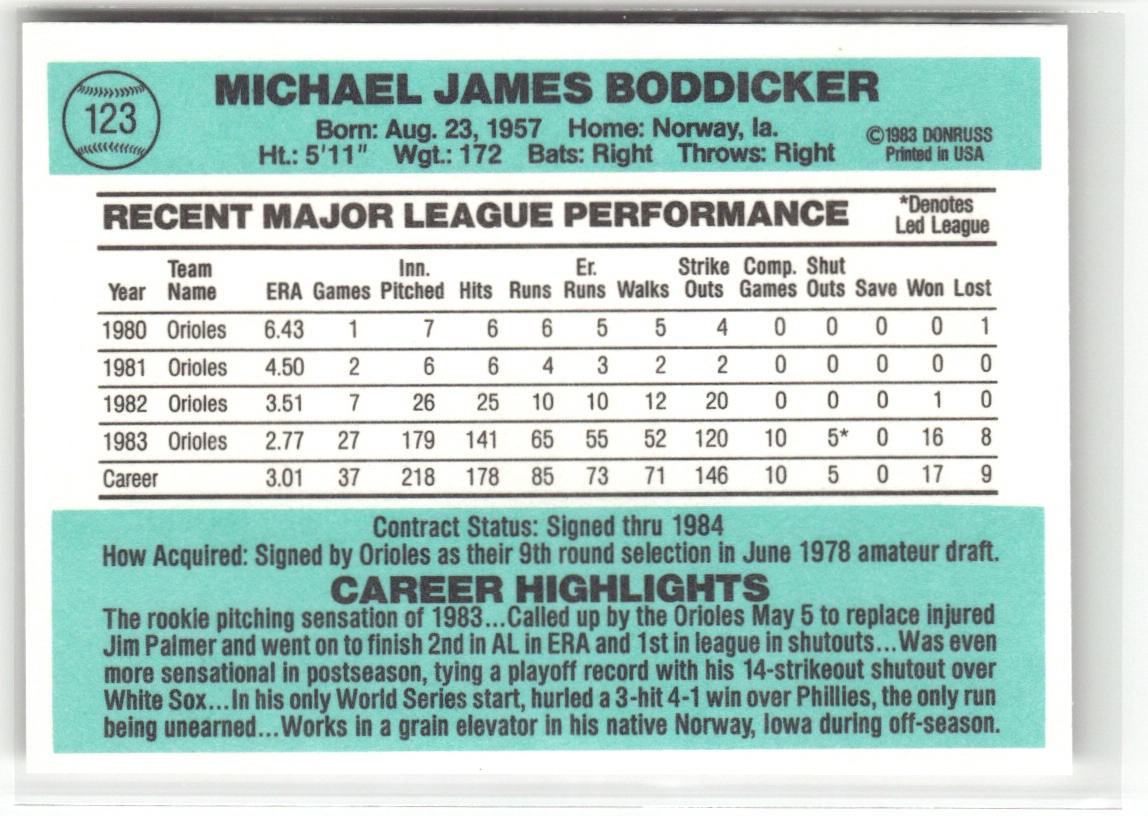 123
MICHAEL JAMES BODDICKER
Born: Aug. 23, 1957 Home: Norway, Ia.
Ht.: 5'11" Wgt.: 172 Bats: Right Throws: Right
©1983 DONRUSS
Printed in USA
RECENT MAJOR LEAGUE PERFORMANCE
*Denotes
Led League
Year Team Name ERA Games Inn. Pitched Hits Runs Er. Runs Walks Strike Outs Comp. Games Shut Outs Save Won Lost
1980 Orioles 6.43 1 7 6 6 5 5 4 0 0 0 0 1
1981 Orioles 4.50 2 6 6 4 3 2 2 0 0 0 0 0
1982 Orioles 3.51 7 26 25 10 10 12 20 0 0 0 1 0
1983 Orioles 2.77 27 179 141 65 55 52 120 10 5* 0 16 8
Career 3.01 37 218 178 85 73 71 146 10 5 0 17 9
Contract Status: Signed thru 1984
How Acquired: Signed by Orioles as their 9th round selection in June 1978 amateur draft.
CAREER HIGHLIGHTS
The rookie pitching sensation of 1983...Called up by the Orioles May 5 to replace injured
Jim Palmer and went on to finish 2nd in AL in ERA and 1st in league in shutouts...Was even
more sensational in postseason, tying a playoff record with his 14-strikeout shutout over
White Sox...In his only World Series start, hurled a 3-hit 4-1 win over Phillies, the only run
being unearned...Works in a grain elevator in his native Norway, Iowa during off-season.